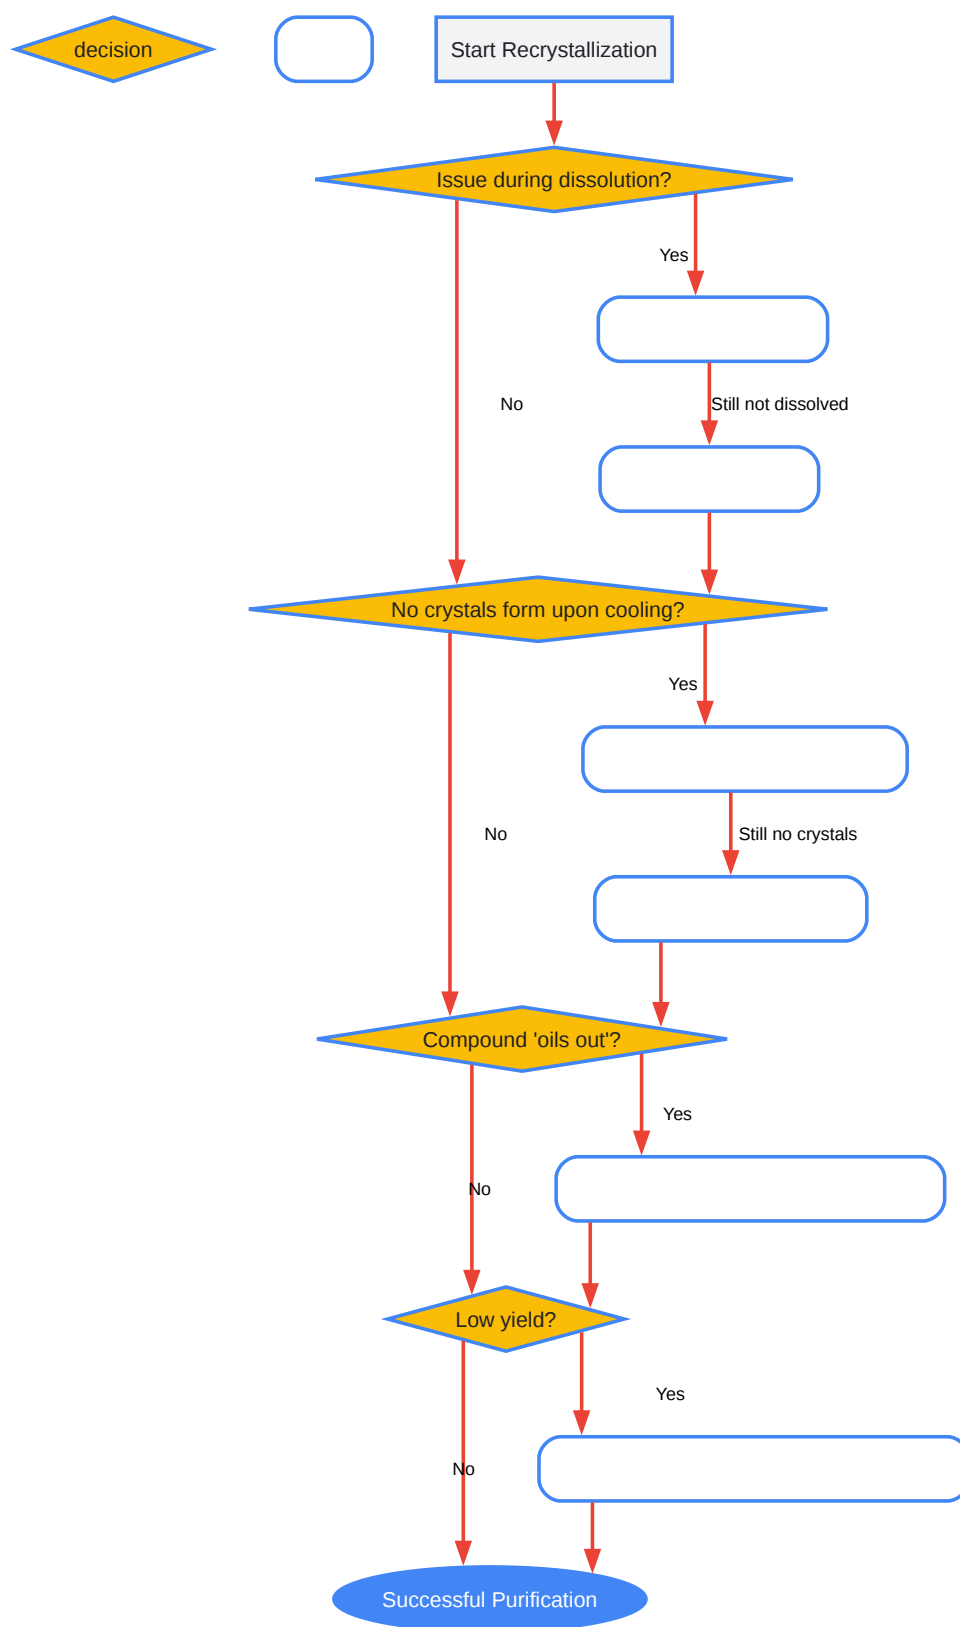 decision
Start Recrystallization
Issue during dissolution?
Yes
No
Still not dissolved
No crystals form upon cooling?
Yes
No
Still no crystals
Compound 'oils out'?
Yes
No
Low yield?
Yes
No
Successful Purification